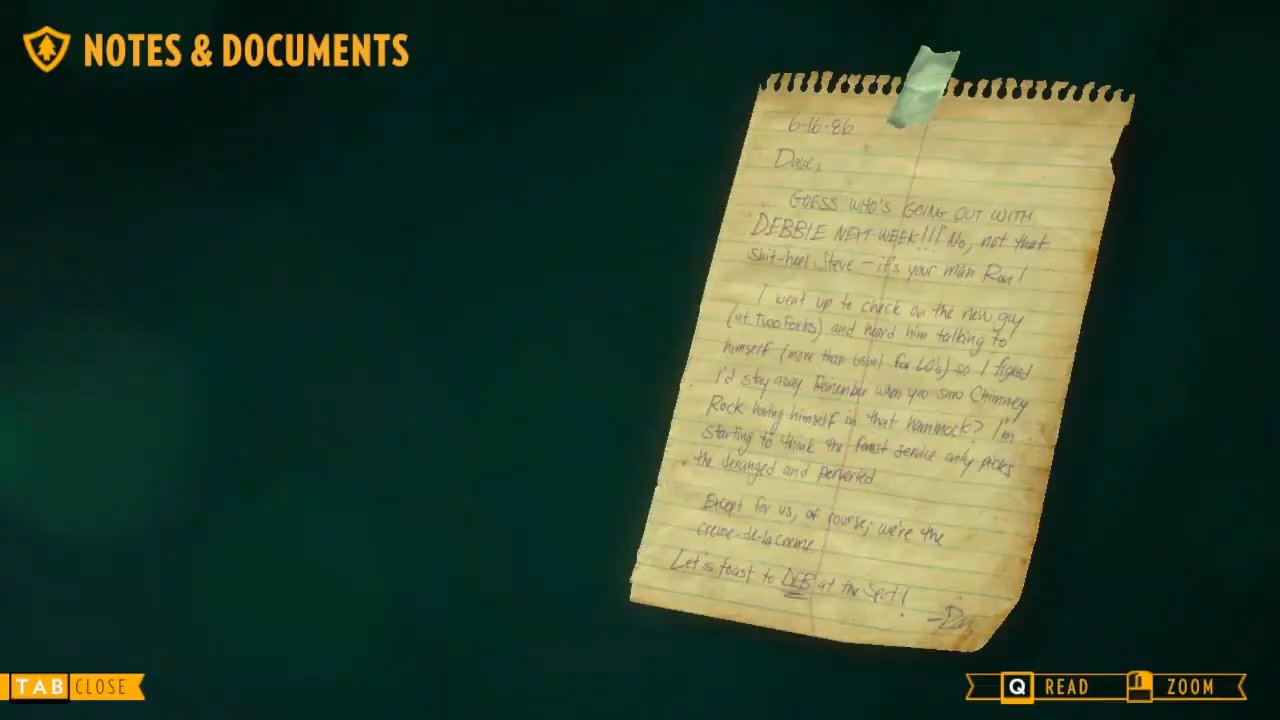 NOTES & DOCUMENTS
6-16-86
Dave,
GUESS WHO'S GOING OUT WITH
DEBBIE NEXT WEEK!!! No, not that
shit-heel Steve - it's your man Ron!
I went up to check on the new guy
(at Two Forks) and heard him talking to
himself (more than usual for LO's) so I figured
I'd stay away. Remember when you saw Chimney
Rock having himself in that hammock? I'm
starting to think the forest service only picks
the deranged and perverted.
Except for us, of course; we're the
creme-de-la creme
Let's toast to DEB at the Spot!
TAB CLOSE
Q READ
ZOOM